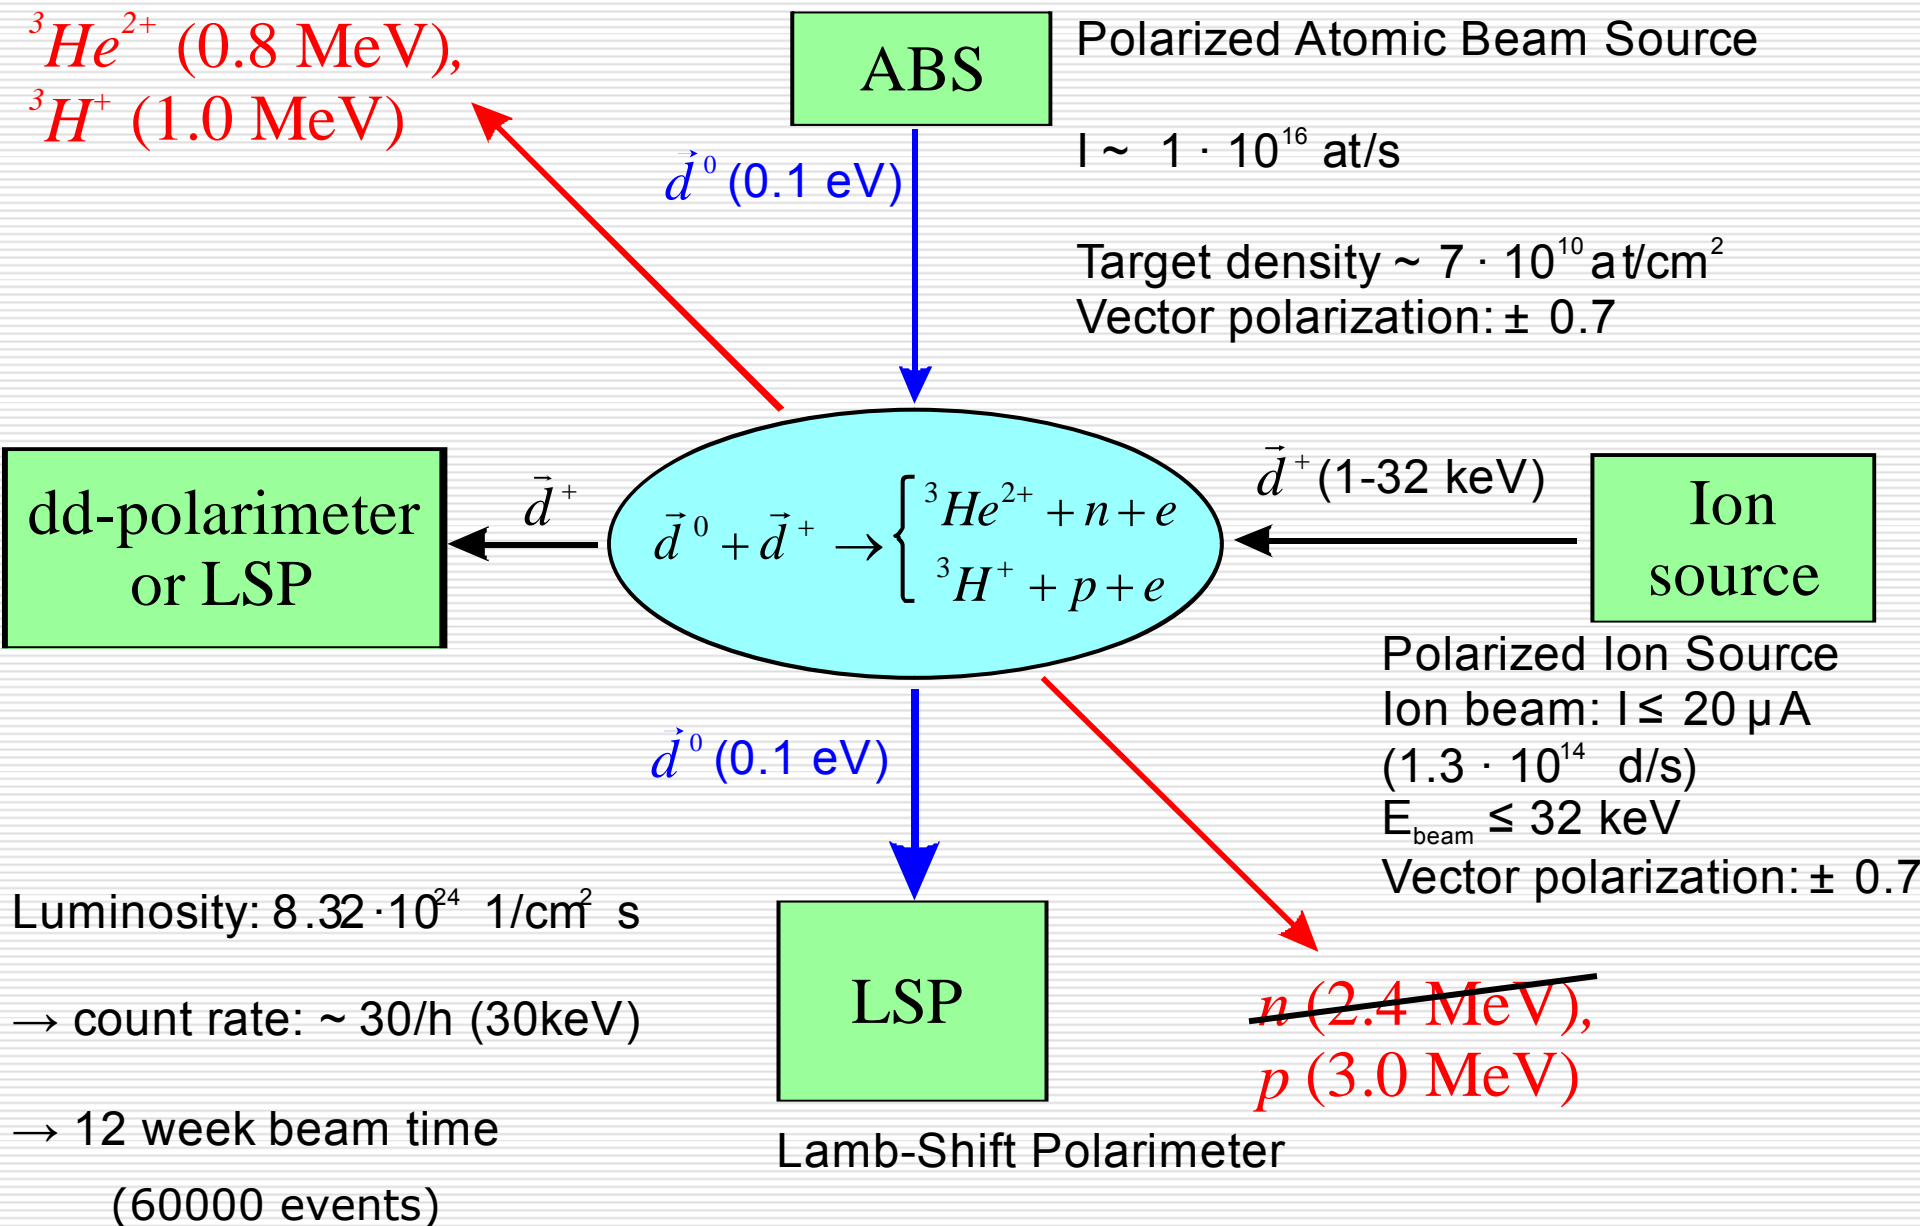 ³He²⁺ (0.8 MeV),
³H⁺ (1.0 MeV)
ABS
Polarized Atomic Beam Source
I ~ 1 · 10¹⁶ at/s
d⃗⁰ (0.1 eV)
Target density ~ 7 · 10¹⁰ at/cm²
Vector polarization: ± 0.7
dd-polarimeter
or LSP
d⃗⁺
d⃗⁰ + d⃗⁺ → { ³He²⁺ + n + e
³H⁺ + p + e
d⃗⁺ (1-32 keV)
Ion
source
Polarized Ion Source
Ion beam: I ≤ 20 µA
(1.3 · 10¹⁴ d/s)
E_beam ≤ 32 keV
Vector polarization: ± 0.7
d⃗⁰ (0.1 eV)
LSP
Lamb-Shift Polarimeter
n (2.4 MeV),
p (3.0 MeV)
Luminosity: 8.32 · 10²⁴ 1/cm² s
→ count rate: ~ 30/h (30keV)
→ 12 week beam time
(60000 events)